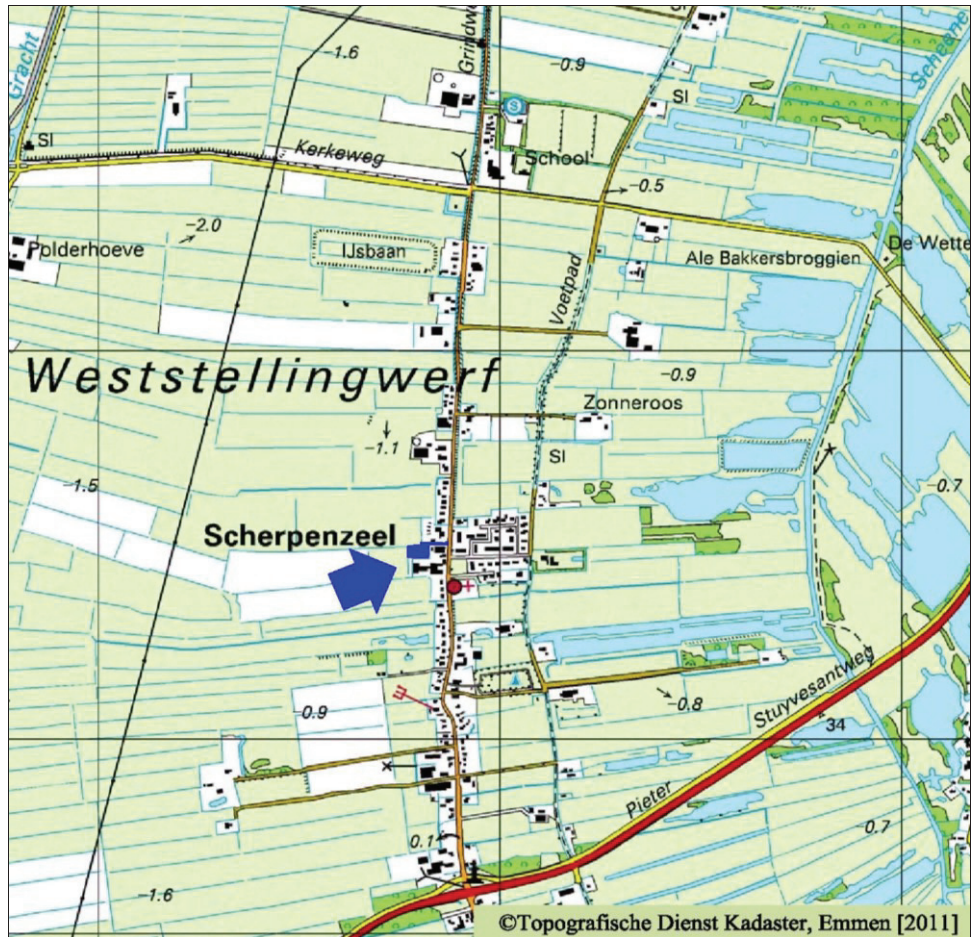 Gracht
-1.6
Grindweg
-0.9
Sl
Scheene
Sl
Sl
S
School
Kerkeweg
-0.5
-2.0
Polderhoeve
IJsbaan
Voetpad
Ale Bakkersbroggien
De Wette
Weststellingwerf
-0.9
Zonneroos
-1.1
Sl
-1.5
-0.7
Scherpenzeel
-0.9
-0.8
Pieter Stuyvesantweg
34
0.7
0.1
-1.6
©Topografische Dienst Kadaster, Emmen [2011]